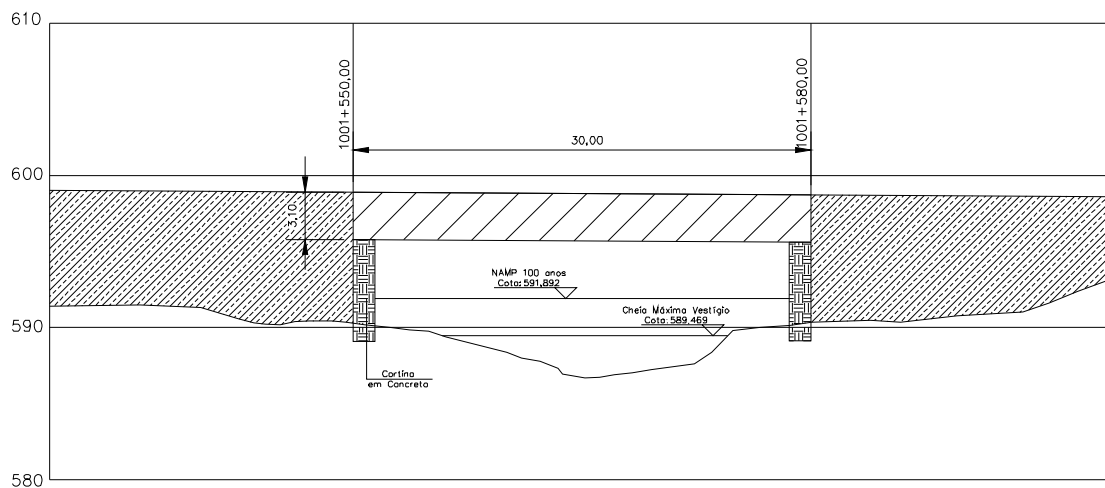 610
1001+550,00
1001+580,00
30,00
600
3,10
NAMP 100 anos
Cota:591,892
Cheia Máxima Vestígio
Cota:589,469
590
Cortina
em Concreto
580